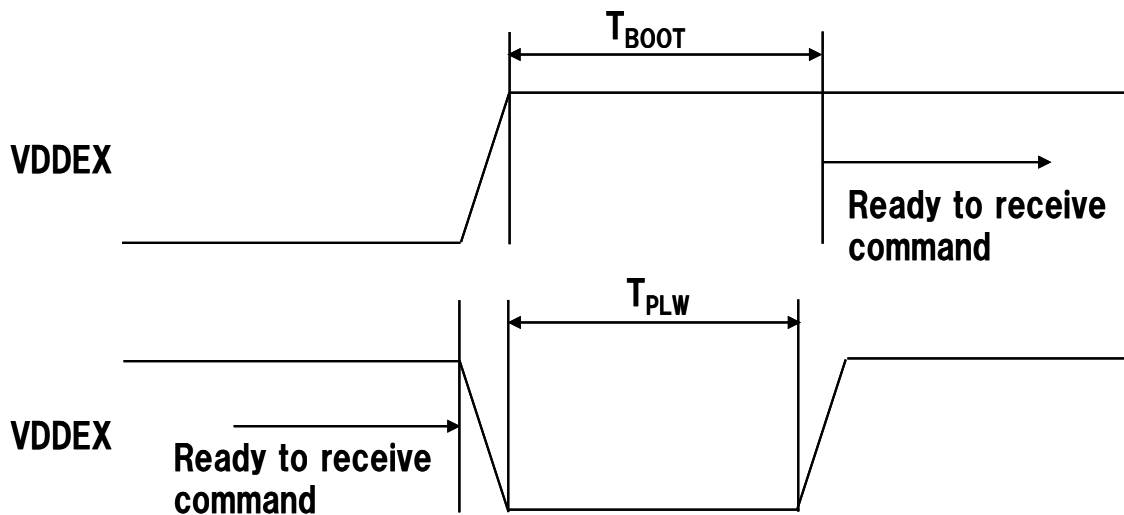 TBOOT
VDDEX
Ready to receive
command
TPLW
VDDEX
Ready to receive
command